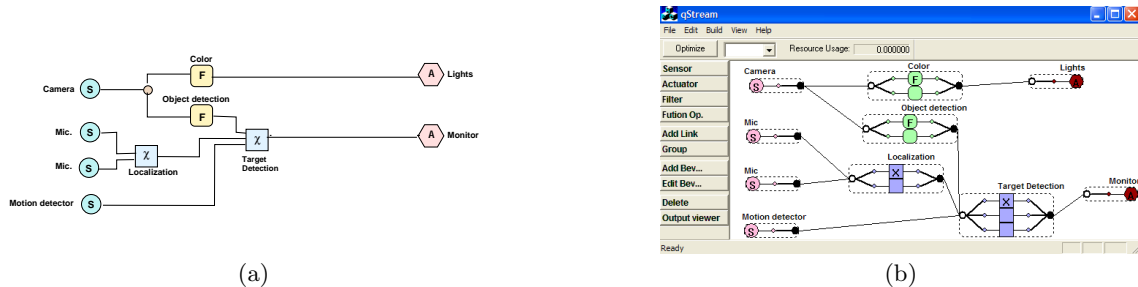 Color
F
A
Lights
Camera
S
Object detection
F
Mic.
S
A
Monitor
χ
Mic.
S
χ
Localization
Target
Detection
Motion detector
S
(a)
qStream
File Edit Build View Help
Optimize
Resource Usage: 0.000000
Sensor
Actuator
Filter
Fution Op.
Add Link
Group
Add Bev...
Edit Bev...
Delete
Output viewer
Camera
S
Color
F
Lights
A
Object detection
F
Mic
S
Localization
X
Mic
S
Target Detection
X
Monitor
A
Motion detector
S
Ready
(b)